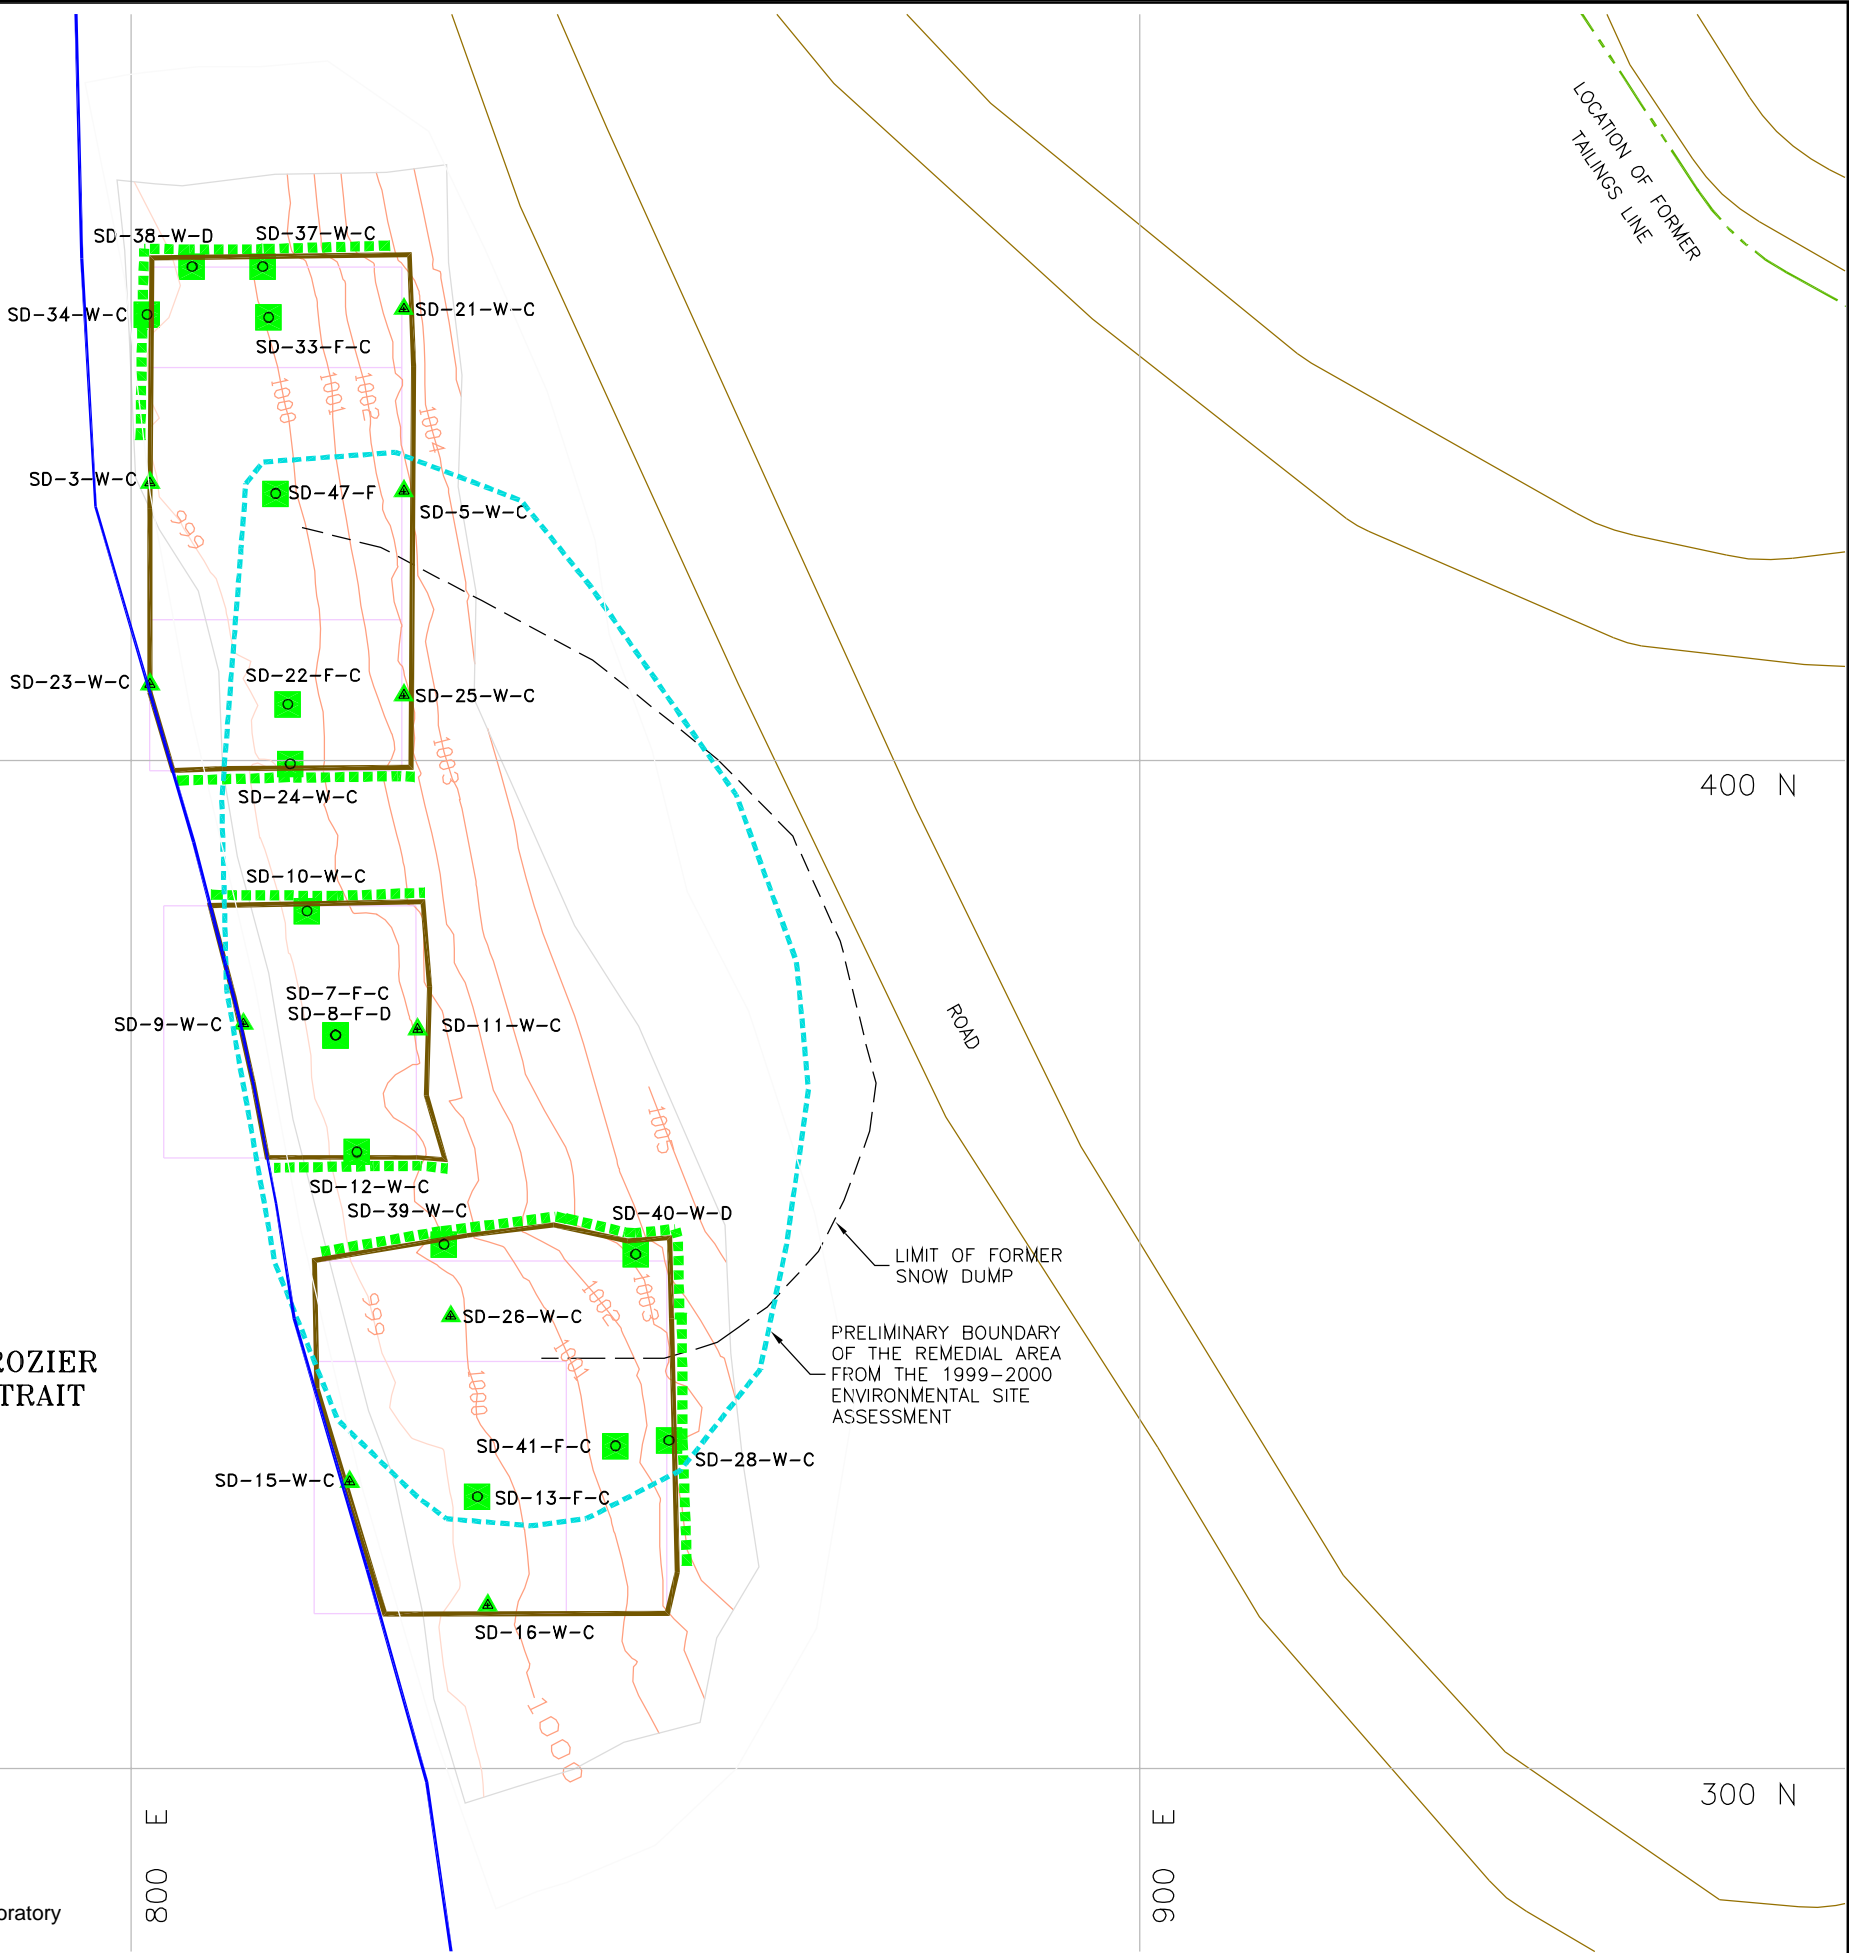 LOCATION OF FORMER
TAILINGS LINE
SD-38-W-D
SD-37-W-C
SD-34-W-C
SD-21-W-C
SD-33-F-C
1000
1001
1002
1004
SD-3-W-C
SD-47-F
SD-5-W-C
999
SD-22-F-C
SD-23-W-C
SD-25-W-C
1003
SD-24-W-C
400 N
SD-10-W-C
SD-7-F-C
SD-8-F-D
SD-9-W-C
SD-11-W-C
ROAD
1005
SD-12-W-C
SD-39-W-C
SD-40-W-D
LIMIT OF FORMER
SNOW DUMP
999
1002
1003
SD-26-W-C
PRELIMINARY BOUNDARY
OF THE REMEDIAL AREA
FROM THE 1999-2000
ENVIRONMENTAL SITE
ASSESSMENT
ROZIER
TRAIT
1001
1000
SD-41-F-C
SD-28-W-C
SD-15-W-C
SD-13-F-C
SD-16-W-C
1000
300 N
800 E
900 E
oratory